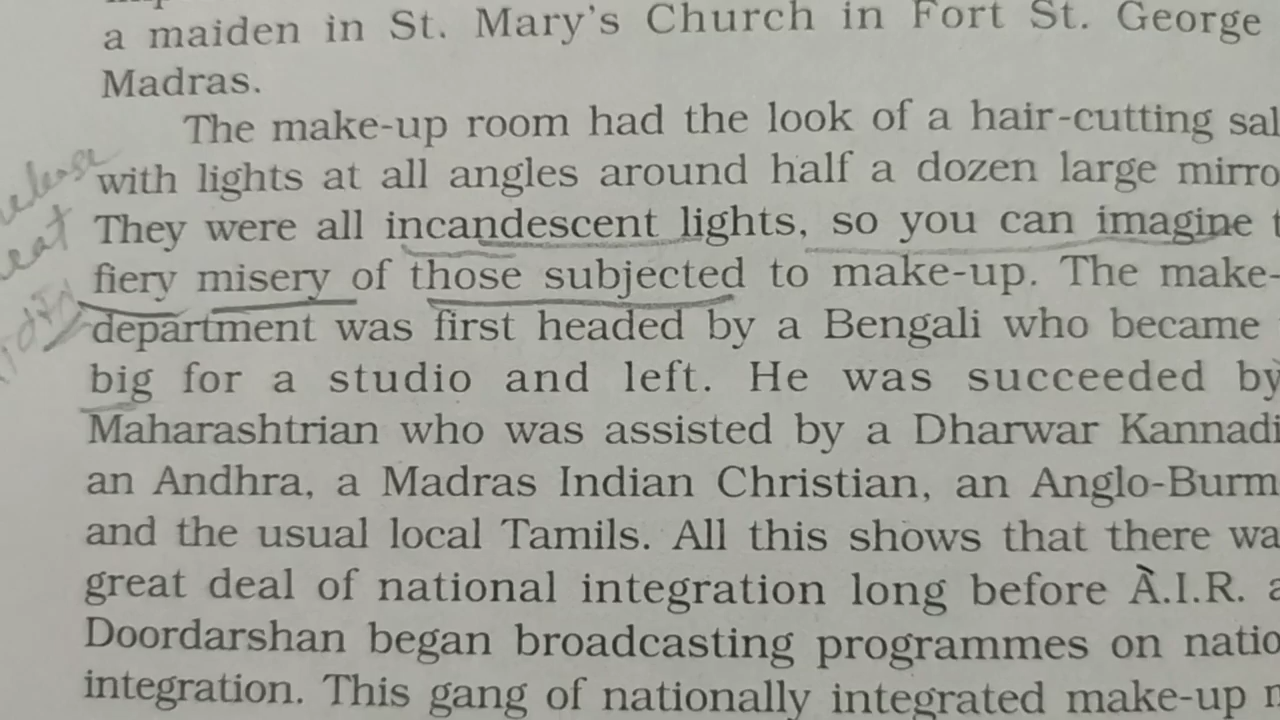 a maiden in St. Mary's Church in Fort St. George
Madras.
The make-up room had the look of a hair-cutting sal
with lights at all angles around half a dozen large mirro
They were all incandescent lights, so you can imagine t
fiery misery of those subjected to make-up. The make-
department was first headed by a Bengali who became
big for a studio and left. He was succeeded by
Maharashtrian who was assisted by a Dharwar Kannadi
an Andhra, a Madras Indian Christian, an Anglo-Burm
and the usual local Tamils. All this shows that there wa
great deal of national integration long before A.I.R. a
Doordarshan began broadcasting programmes on natio
integration. This gang of nationally integrated make-up m